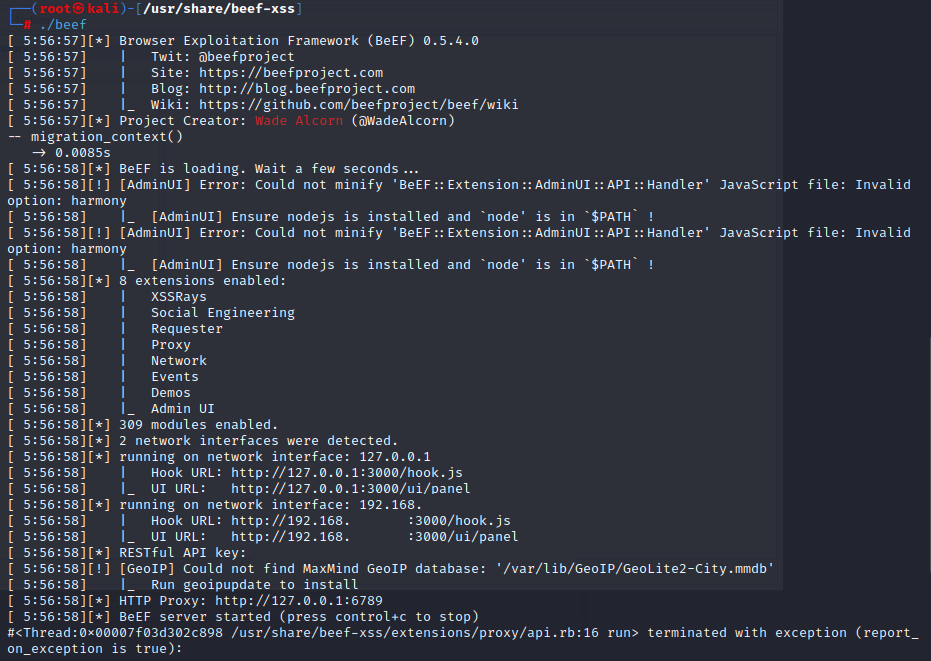 ┌──(root㉿kali)-[/usr/share/beef-xss]
└─# ./beef
[ 5:56:57][*] Browser Exploitation Framework (BeEF) 0.5.4.0
[ 5:56:57]    |   Twit: @beefproject
[ 5:56:57]    |   Site: https://beefproject.com
[ 5:56:57]    |   Blog: http://blog.beefproject.com
[ 5:56:57]    |_  Wiki: https://github.com/beefproject/beef/wiki
[ 5:56:57][*] Project Creator: Wade Alcorn (@WadeAlcorn)
-- migration_context()
   -> 0.0085s
[ 5:56:58][*] BeEF is loading. Wait a few seconds...
[ 5:56:58][!] [AdminUI] Error: Could not minify 'BeEF::Extension::AdminUI::API::Handler' JavaScript file: Invalid
option: harmony
[ 5:56:58]    |_  [AdminUI] Ensure nodejs is installed and `node' is in `$PATH` !
[ 5:56:58][!] [AdminUI] Error: Could not minify 'BeEF::Extension::AdminUI::API::Handler' JavaScript file: Invalid
option: harmony
[ 5:56:58]    |_  [AdminUI] Ensure nodejs is installed and `node' is in `$PATH` !
[ 5:56:58][*] 8 extensions enabled:
[ 5:56:58]    |   XSSRays
[ 5:56:58]    |   Social Engineering
[ 5:56:58]    |   Requester
[ 5:56:58]    |   Proxy
[ 5:56:58]    |   Network
[ 5:56:58]    |   Events
[ 5:56:58]    |   Demos
[ 5:56:58]    |_  Admin UI
[ 5:56:58][*] 309 modules enabled.
[ 5:56:58][*] 2 network interfaces were detected.
[ 5:56:58][*] running on network interface: 127.0.0.1
[ 5:56:58]    |   Hook URL: http://127.0.0.1:3000/hook.js
[ 5:56:58]    |_  UI URL:   http://127.0.0.1:3000/ui/panel
[ 5:56:58][*] running on network interface: 192.168.
[ 5:56:58]    |   Hook URL: http://192.168.       :3000/hook.js
[ 5:56:58]    |_  UI URL:   http://192.168.       :3000/ui/panel
[ 5:56:58][*] RESTful API key:
[ 5:56:58][!] [GeoIP] Could not find MaxMind GeoIP database: '/var/lib/GeoIP/GeoLite2-City.mmdb'
[ 5:56:58]    |_  Run geoipupdate to install
[ 5:56:58][*] HTTP Proxy: http://127.0.0.1:6789
[ 5:56:58][*] BeEF server started (press control+c to stop)
#<Thread:0×00007f03d302c898 /usr/share/beef-xss/extensions/proxy/api.rb:16 run> terminated with exception (report_
on_exception is true):